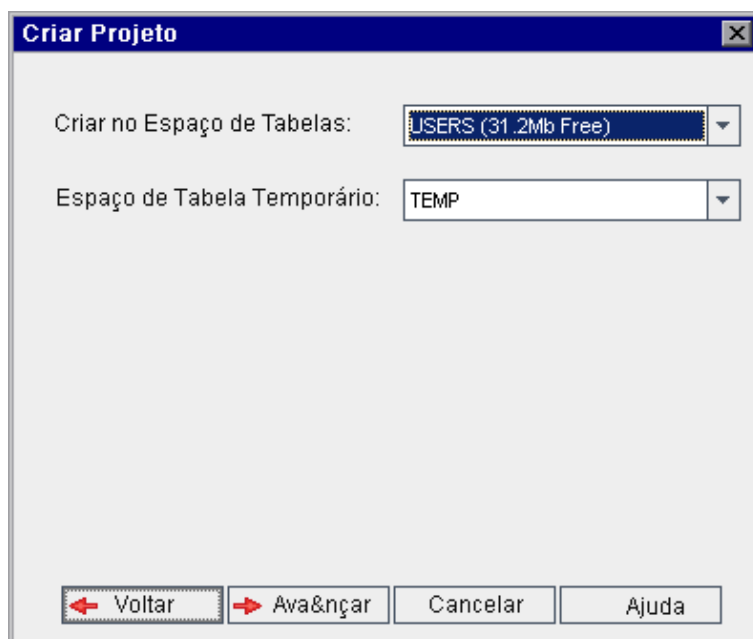 Criar Projeto
Criar no Espaço de Tabelas: USERS (31.2Mb Free)
Espaço de Tabela Temporário: TEMP
Voltar Ava&nçar Cancelar Ajuda